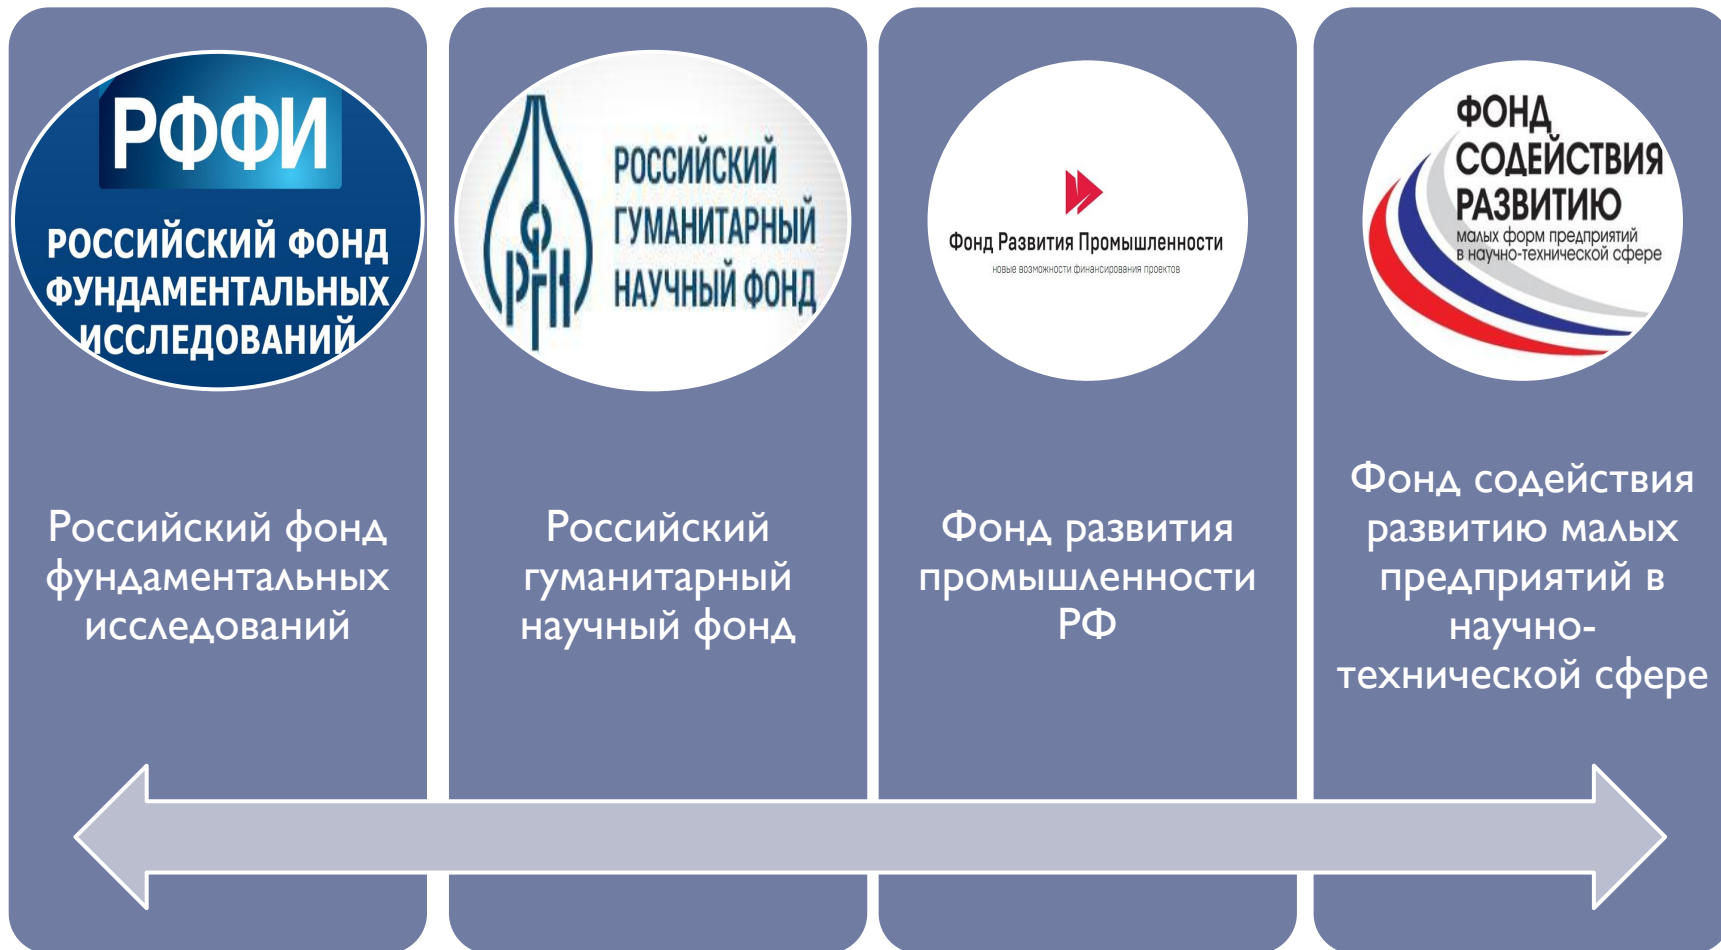 РФФИ
РОССИЙСКИЙ ФОНД
ФУНДАМЕНТАЛЬНЫХ
ИССЛЕДОВАНИЙ
Российский фонд
фундаментальных
исследований
РГНФ
РОССИЙСКИЙ
ГУМАНИТАРНЫЙ
НАУЧНЫЙ ФОНД
Российский
гуманитарный
научный фонд
Фонд Развития Промышленности
новые возможности финансирования проектов
Фонд развития
промышленности
РФ
ФОНД
СОДЕЙСТВИЯ
РАЗВИТИЮ
малых форм предприятий
в научно-технической сфере
Фонд содействия
развитию малых
предприятий в
научно-
технической сфере